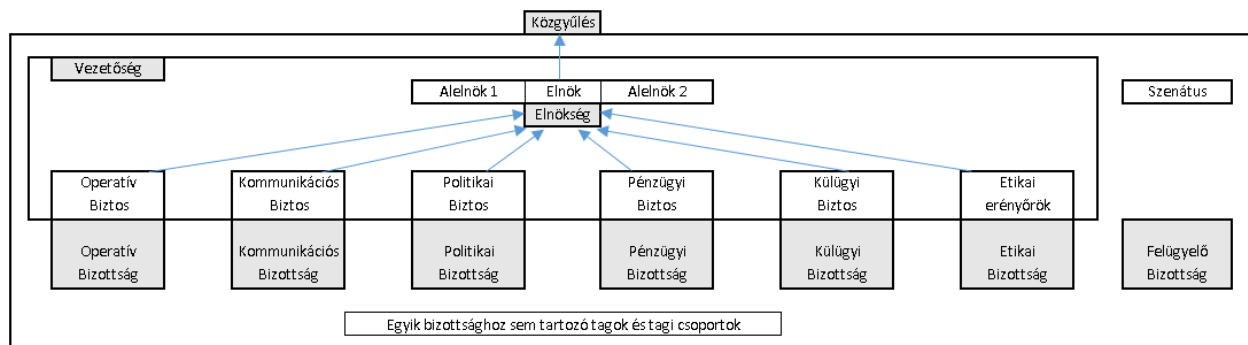 Közgyűlés
Vezetőség
Alelnök 1 Elnök Alelnök 2
Szenátus
Elnökség
Operatív Biztos
Kommunikációs Biztos
Politikai Biztos
Pénzügyi Biztos
Külügyi Biztos
Etikai erényőrök
Operatív Bizottság
Kommunikációs Bizottság
Politikai Bizottság
Pénzügyi Bizottság
Külügyi Bizottság
Etikai Bizottság
Felügyelő Bizottság
Egyik bizottsághoz sem tartozó tagok és tagi csoportok